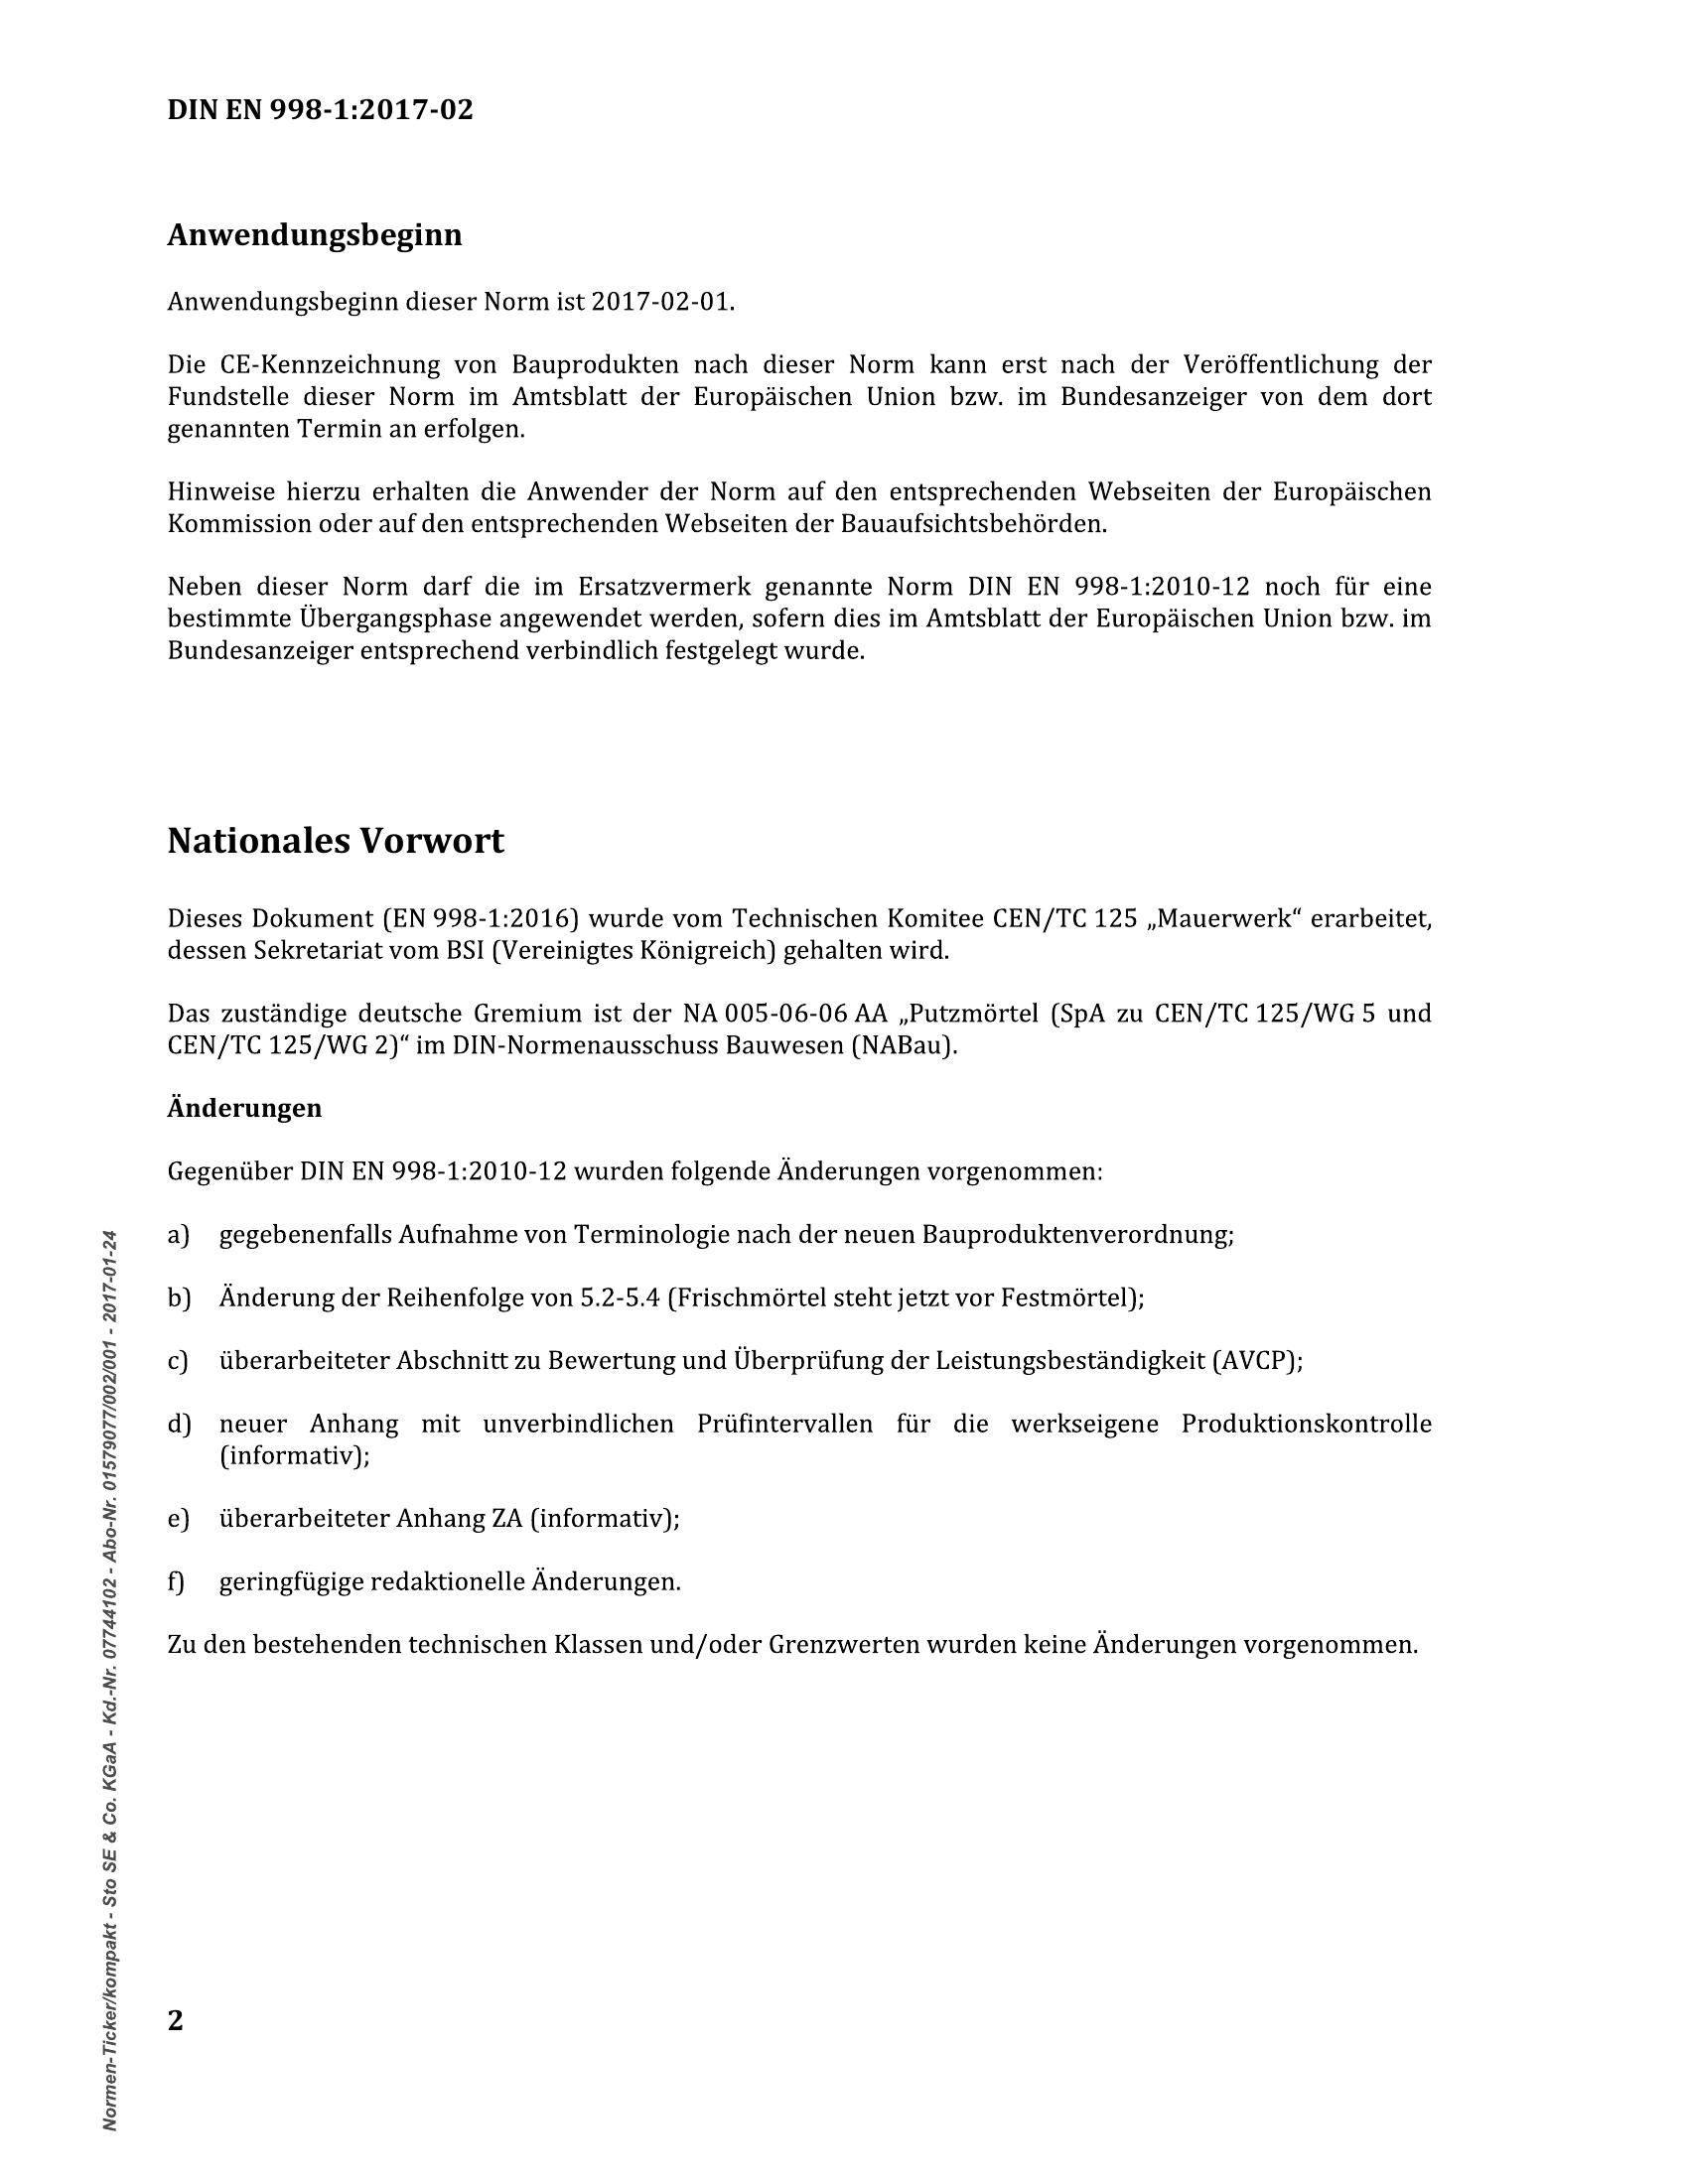 DIN EN 998-1:2017-02
Anwendungsbeginn
Anwendungsbeginn dieser Norm ist 2017-02-01.
Die CE-Kennzeichnung von Bauprodukten nach dieser Norm kann erst nach der Veröffentlichung der
Fundstelle dieser Norm im Amtsblatt der Europäischen Union bzw. im Bundesanzeiger von dem dort
genannten Termin an erfolgen.
Hinweise hierzu erhalten die Anwender der Norm auf den entsprechenden Webseiten der Europäischen
Kommission oder auf den entsprechenden Webseiten der Bauaufsichtsbehörden.
Neben dieser Norm darf die im Ersatzvermerk genannte Norm DIN EN 998-1:2010-12 noch für eine
bestimmte Übergangsphase angewendet werden, sofern dies im Amtsblatt der Europäischen Union bzw. im
Bundesanzeiger entsprechend verbindlich festgelegt wurde.
Nationales Vorwort
Dieses Dokument (EN 998-1:2016) wurde vom Technischen Komitee CEN/TC 125 „Mauerwerk“ erarbeitet,
dessen Sekretariat vom BSI (Vereinigtes Königreich) gehalten wird.
Das zuständige deutsche Gremium ist der NA 005-06-06 AA „Putzmörtel (SpA zu CEN/TC 125/WG 5 und
CEN/TC 125/WG 2)“ im DIN-Normenausschuss Bauwesen (NABau).
Änderungen
Gegenüber DIN EN 998-1:2010-12 wurden folgende Änderungen vorgenommen:
a) gegebenenfalls Aufnahme von Terminologie nach der neuen Bauproduktenverordnung;
b) Änderung der Reihenfolge von 5.2-5.4 (Frischmörtel steht jetzt vor Festmörtel);
c) überarbeiteter Abschnitt zu Bewertung und Überprüfung der Leistungsbeständigkeit (AVCP);
d) neuer Anhang mit unverbindlichen Prüfintervallen für die werkseigene Produktionskontrolle
(informativ);
e) überarbeiteter Anhang ZA (informativ);
f) geringfügige redaktionelle Änderungen.
Zu den bestehenden technischen Klassen und/oder Grenzwerten wurden keine Änderungen vorgenommen.
2
Normen-Ticker/kompakt - Sto SE & Co. KGaA - Kd.-Nr. 07744102 - Abo-Nr. 01579077/002/001 - 2017-01-24